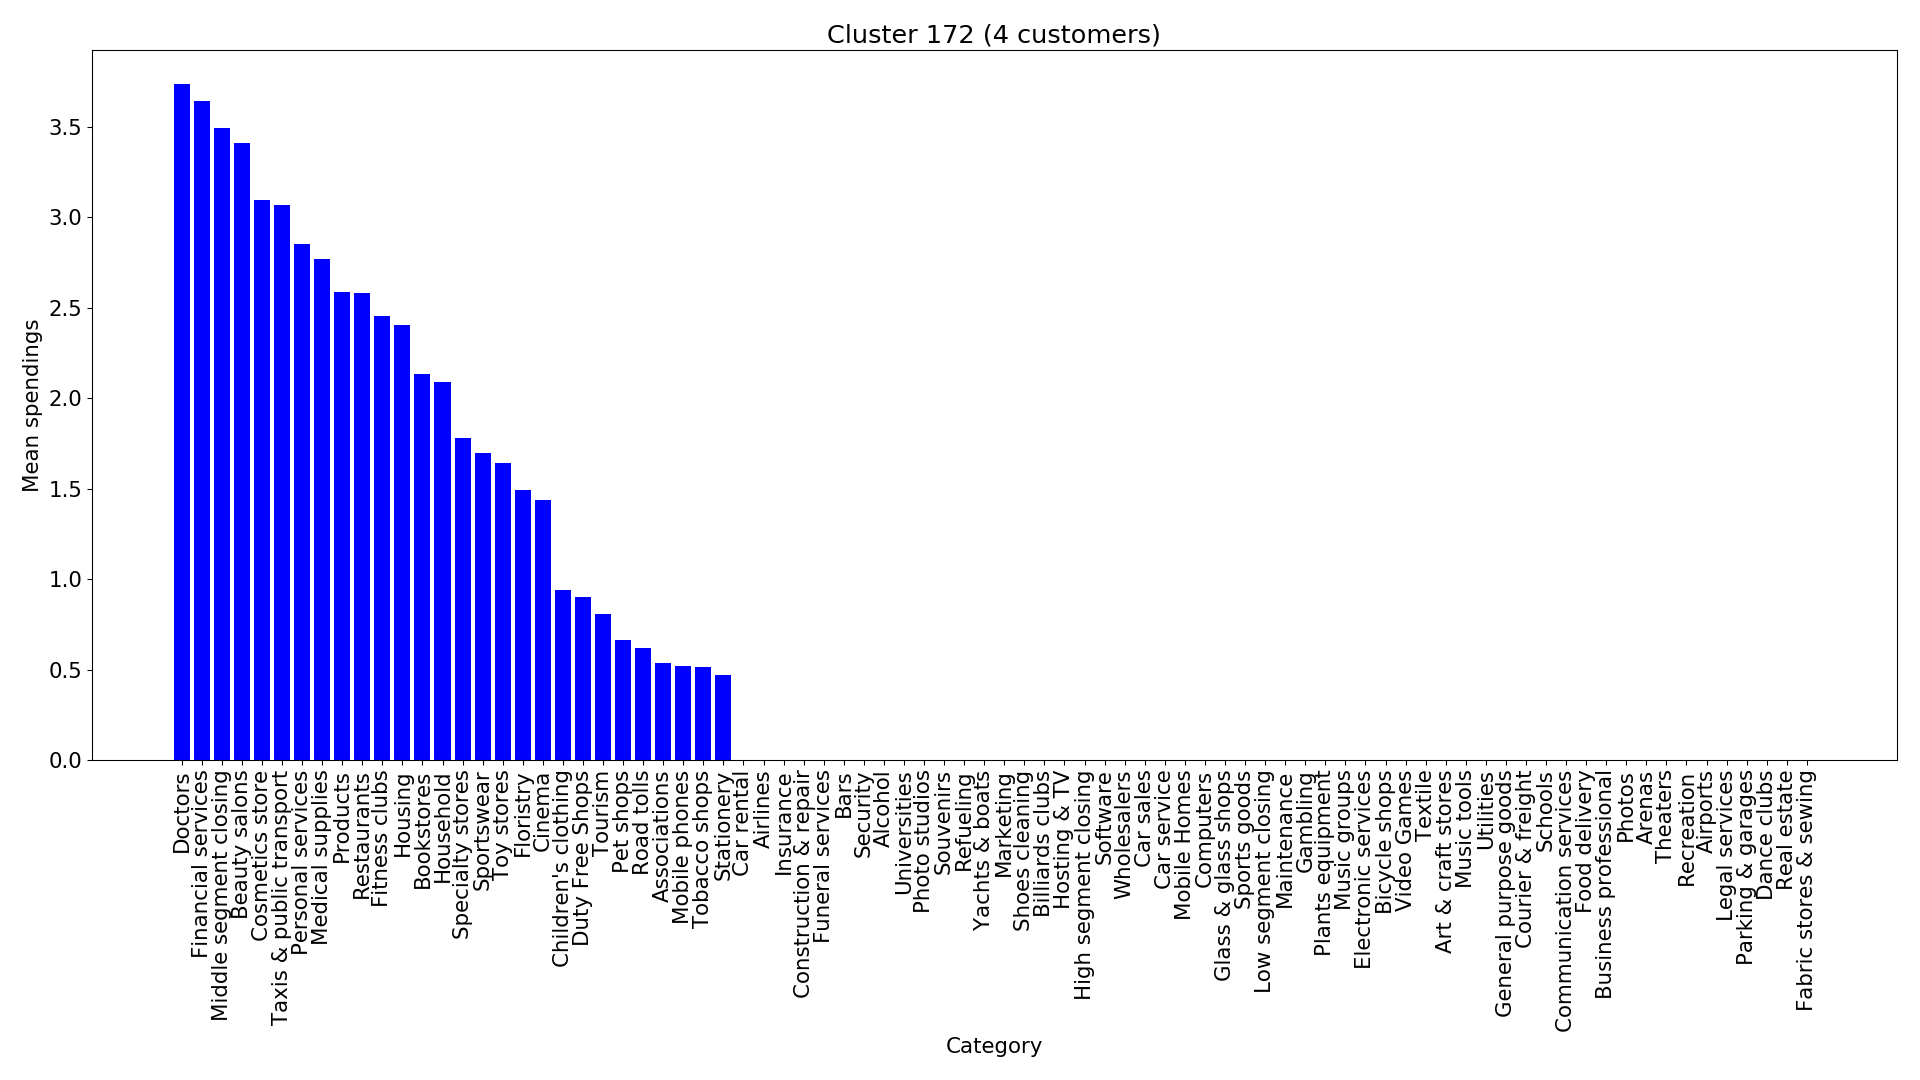 Cluster 172 (4 customers)
Mean spendings
3.5
3.0
2.5
2.0
1.5
1.0
0.5
0.0
Doctors
Financial services
Middle segment closing
Beauty salons
Cosmetics store
Taxis & public transport
Personal services
Medical supplies
Products
Restaurants
Fitness clubs
Housing
Bookstores
Household
Specialty stores
Sportswear
Toy stores
Floristry
Cinema
Children's clothing
Duty Free Shops
Tourism
Pet shops
Road tolls
Associations
Mobile phones
Tobacco shops
Stationery
Car rental
Airlines
Insurance
Construction & repair
Funeral services
Bars
Security
Alcohol
Universities
Photo studios
Souvenirs
Refueling
Yachts & boats
Marketing
Shoes cleaning
Billiards clubs
Hosting & TV
High segment closing
Software
Wholesalers
Car sales
Car service
Mobile Homes
Computers
Glass & glass shops
Sports goods
Low segment closing
Maintenance
Gambling
Plants equipment
Music groups
Electronic services
Bicycle shops
Video Games
Textile
Art & craft stores
Music tools
Utilities
General purpose goods
Courier & freight
Schools
Communication services
Food delivery
Business professional
Photos
Arenas
Theaters
Recreation
Airports
Legal services
Parking & garages
Dance clubs
Real estate
Fabric stores & sewing
Category